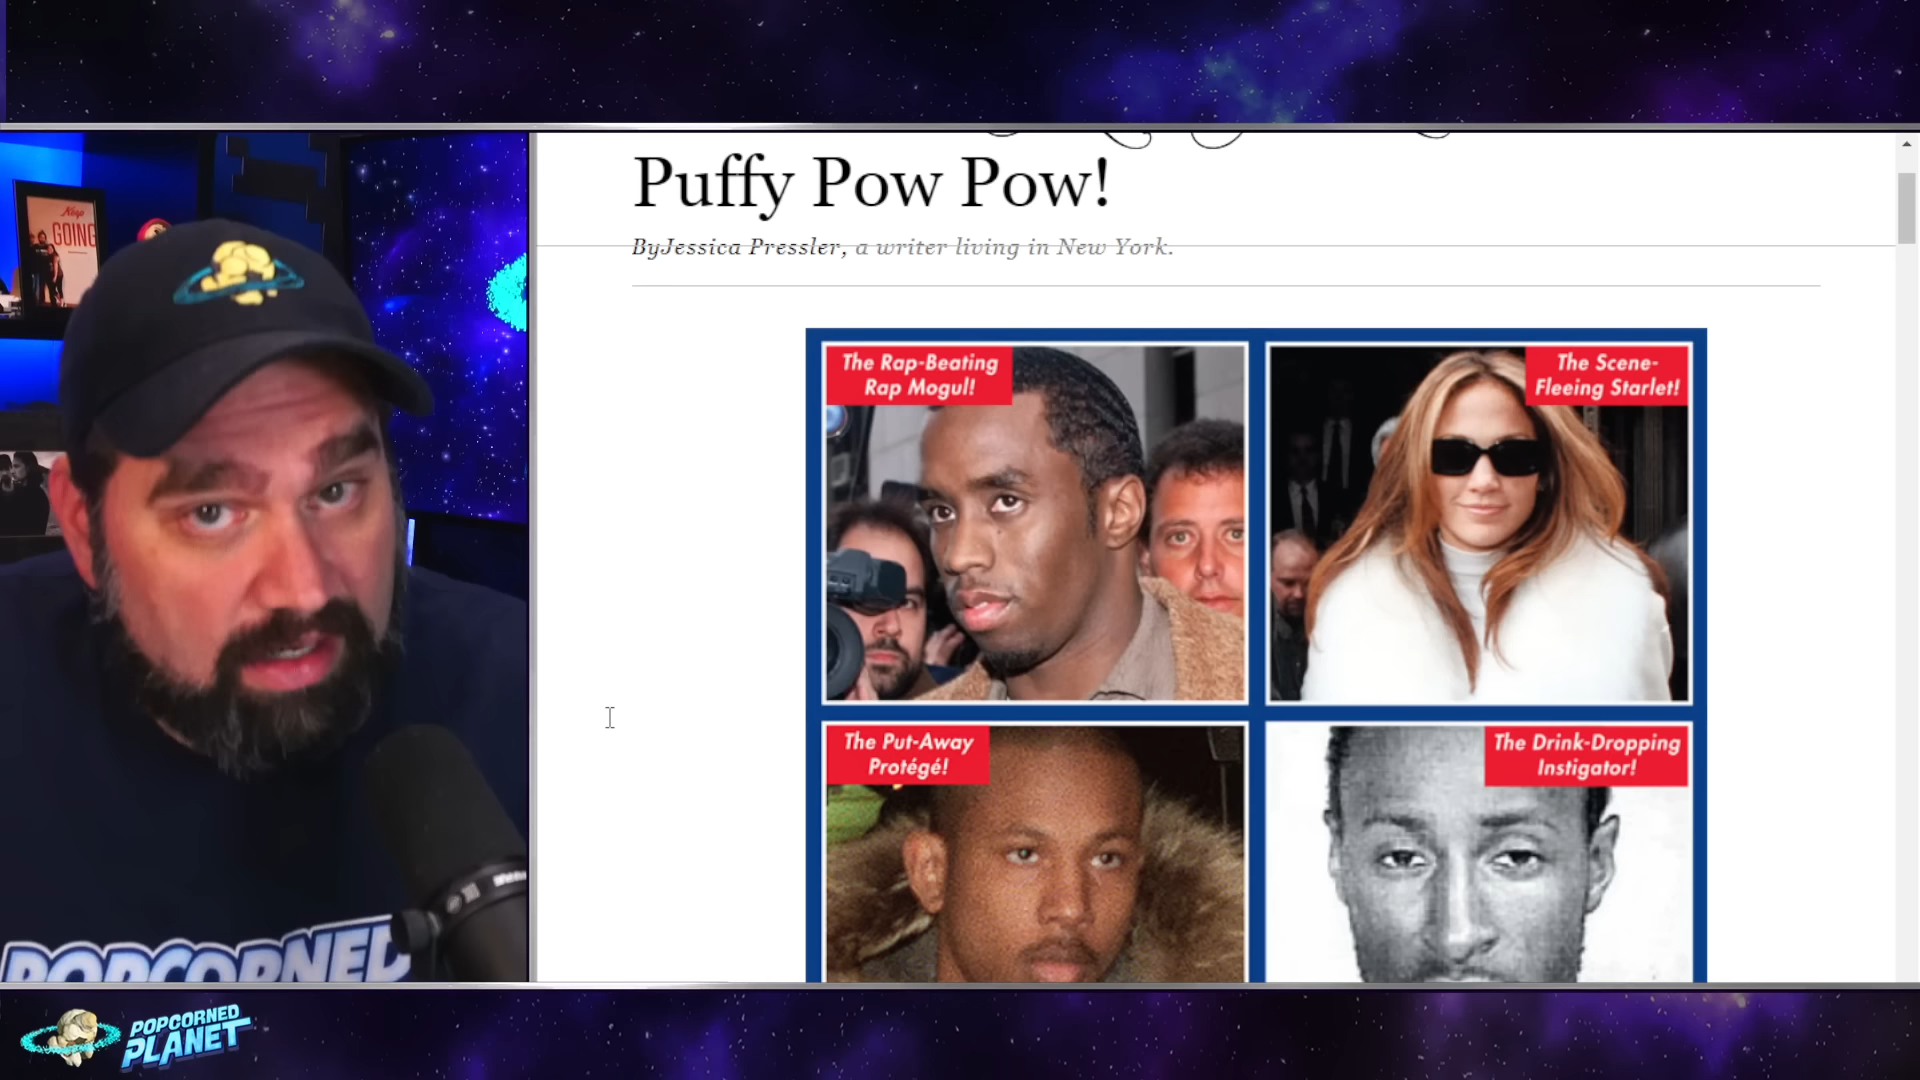 Noyo
GOING
Puffy Pow Pow!
ByJessica Pressler, a writer living in New York.
The Rap-Beating
Rap Mogul!
The Scene-
Fleeing Starlet!
The Put-Away
Protégé!
The Drink-Dropping
Instigator!
POPCORNED
POPCORNED
PLANET